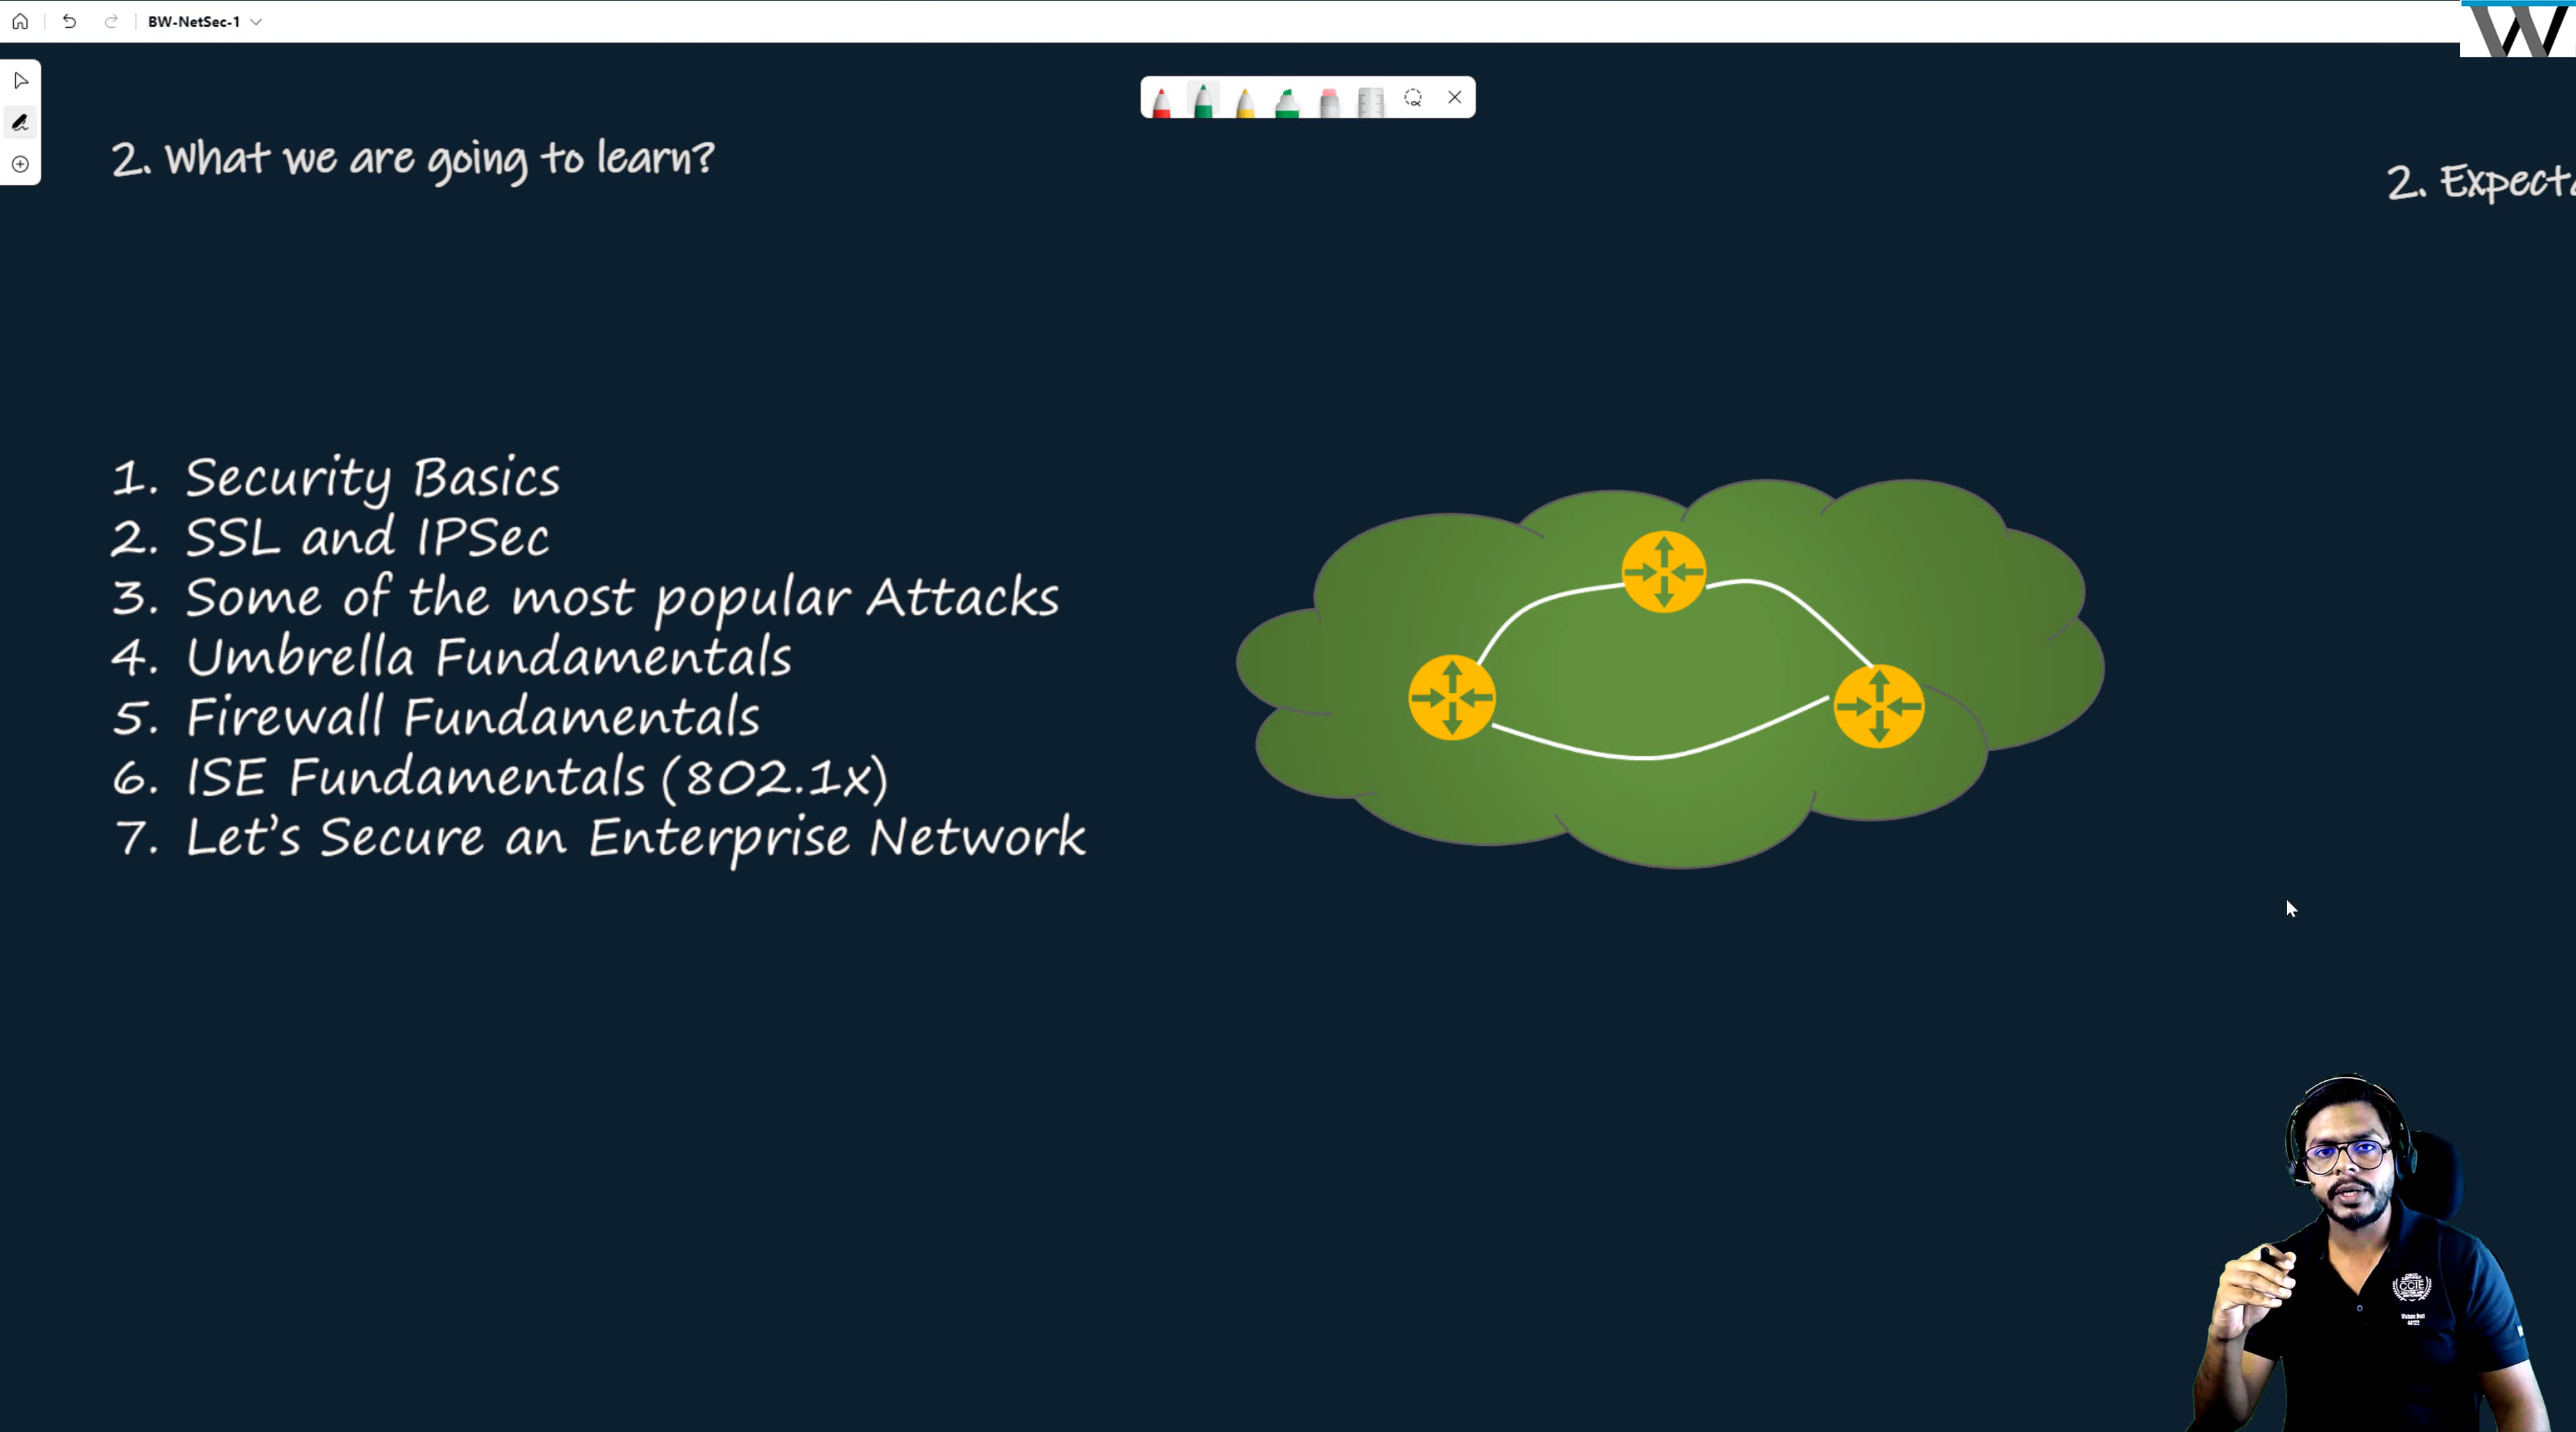 BW-NetSec-1
W
2. What we are going to learn?
2. Expect
1. Security Basics
2. SSL and IPSec
3. Some of the most popular Attacks
4. Umbrella Fundamentals
5. Firewall Fundamentals
6. ISE Fundamentals (802.1x)
7. Let's Secure an Enterprise Network
CCIE